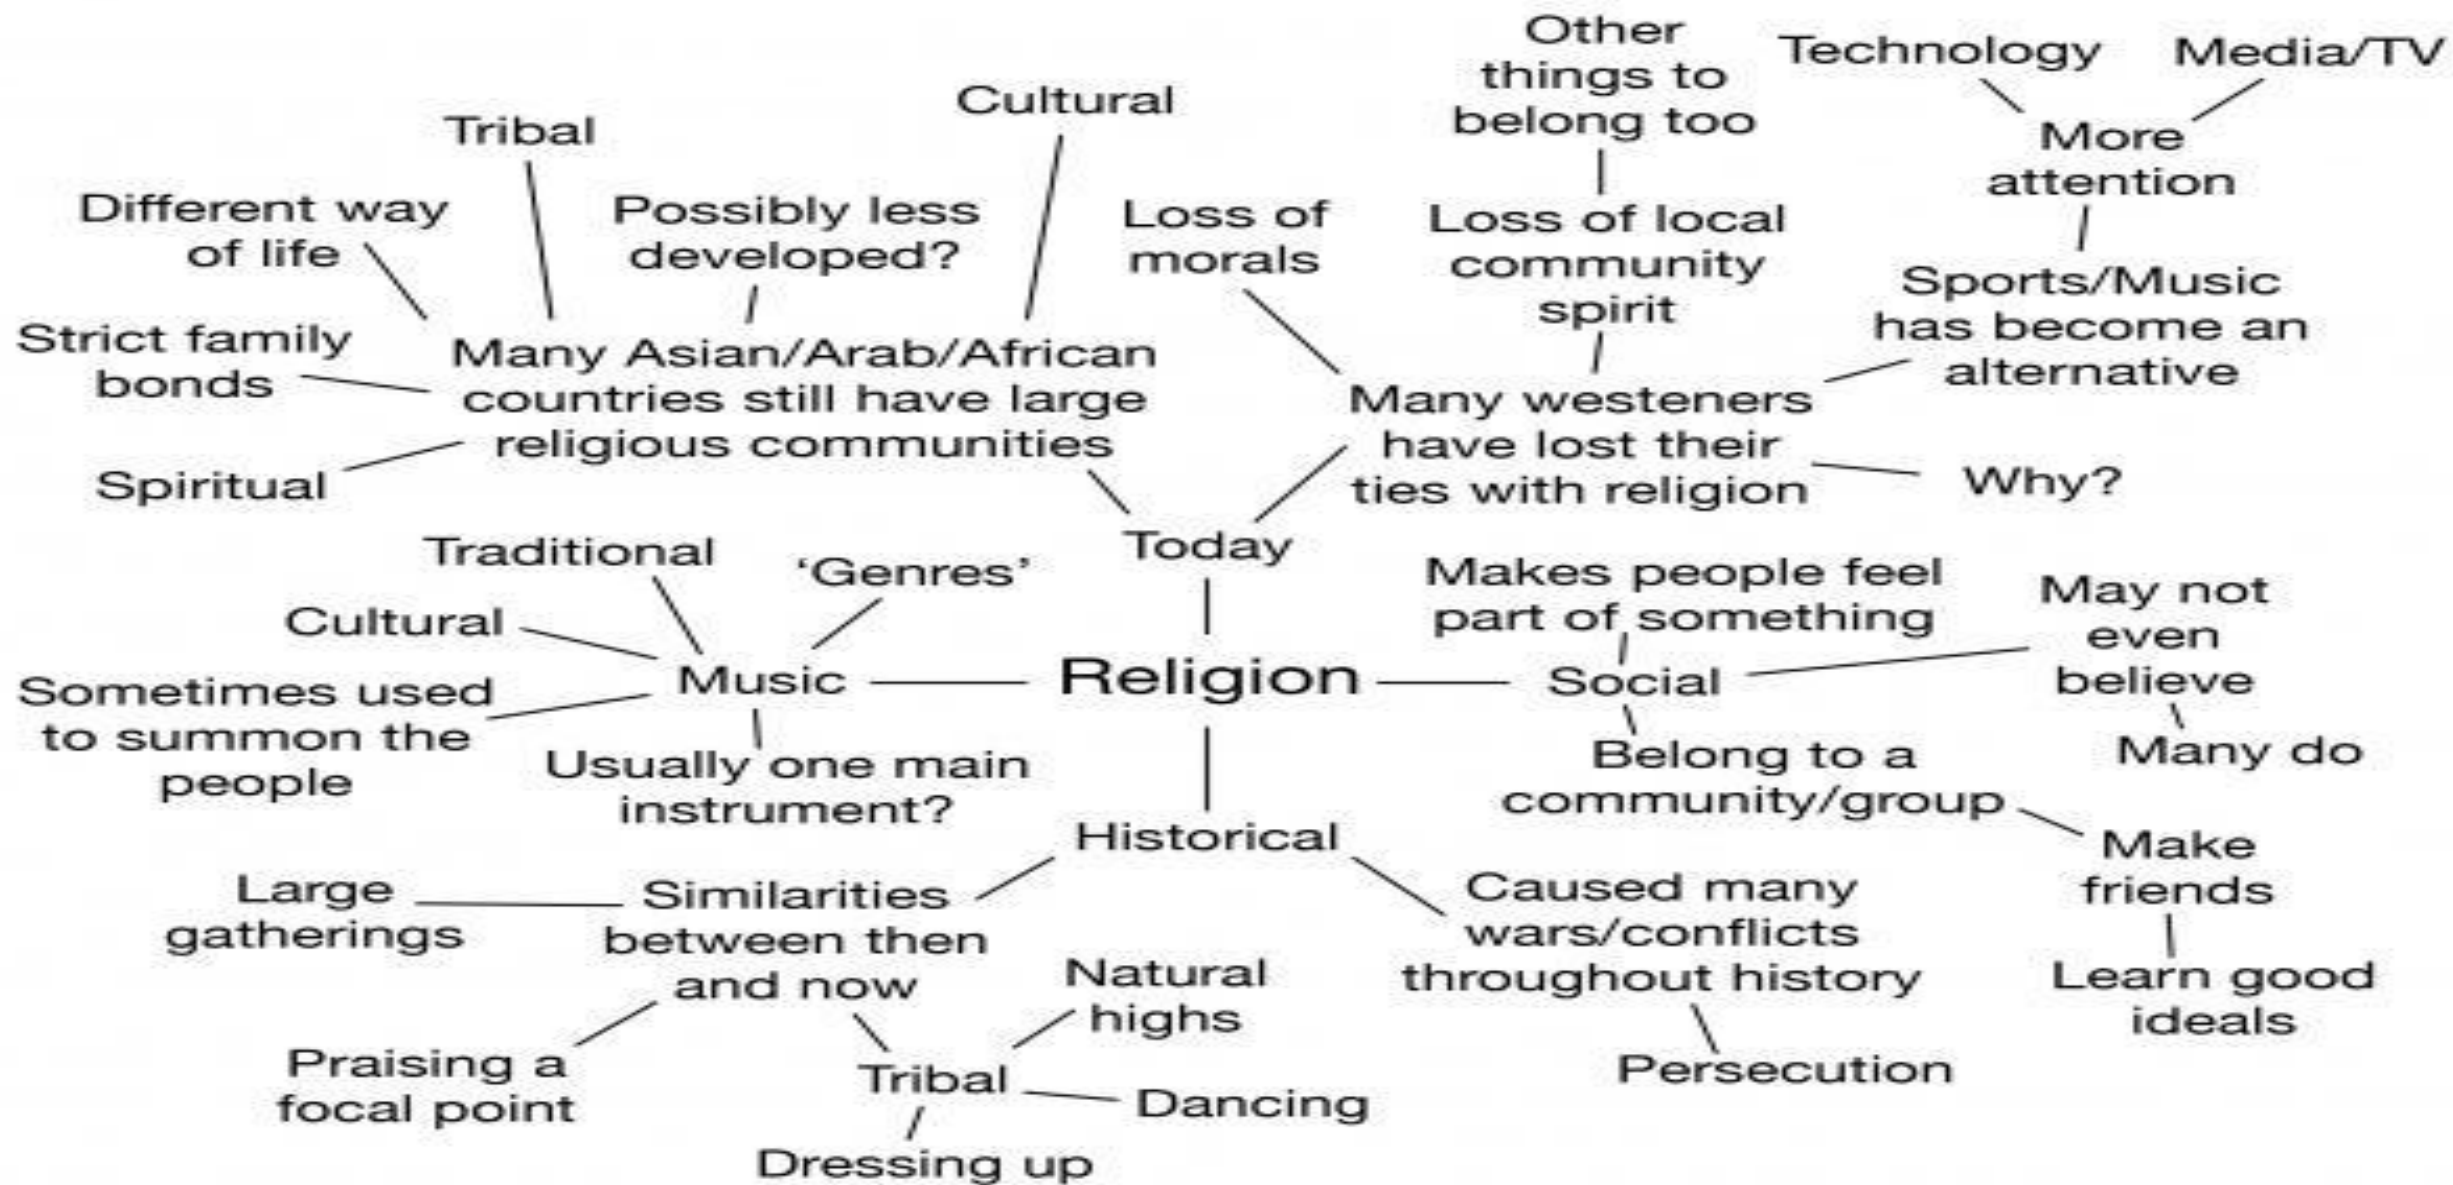 Other
things to
belong too
Technology
Media/TV
Cultural
Tribal
More
attention
Different way
of life
Possibly less
developed?
Loss of
morals
Loss of local
community
spirit
Sports/Music
has become an
alternative
Strict family
bonds
Many Asian/Arab/African
countries still have large
religious communities
Many westeners
have lost their
ties with religion
Spiritual
Why?
Traditional
'Genres'
Today
Makes people feel
part of something
May not
even
believe
Cultural
Sometimes used
to summon the
people
Music
Religion
Social
Many do
Usually one main
instrument?
Belong to a
community/group
Historical
Make
friends
Large
gatherings
Similarities
between then
and now
Caused many
wars/conflicts
throughout history
Natural
highs
Learn good
ideals
Praising a
focal point
Tribal
Persecution
Dancing
Dressing up